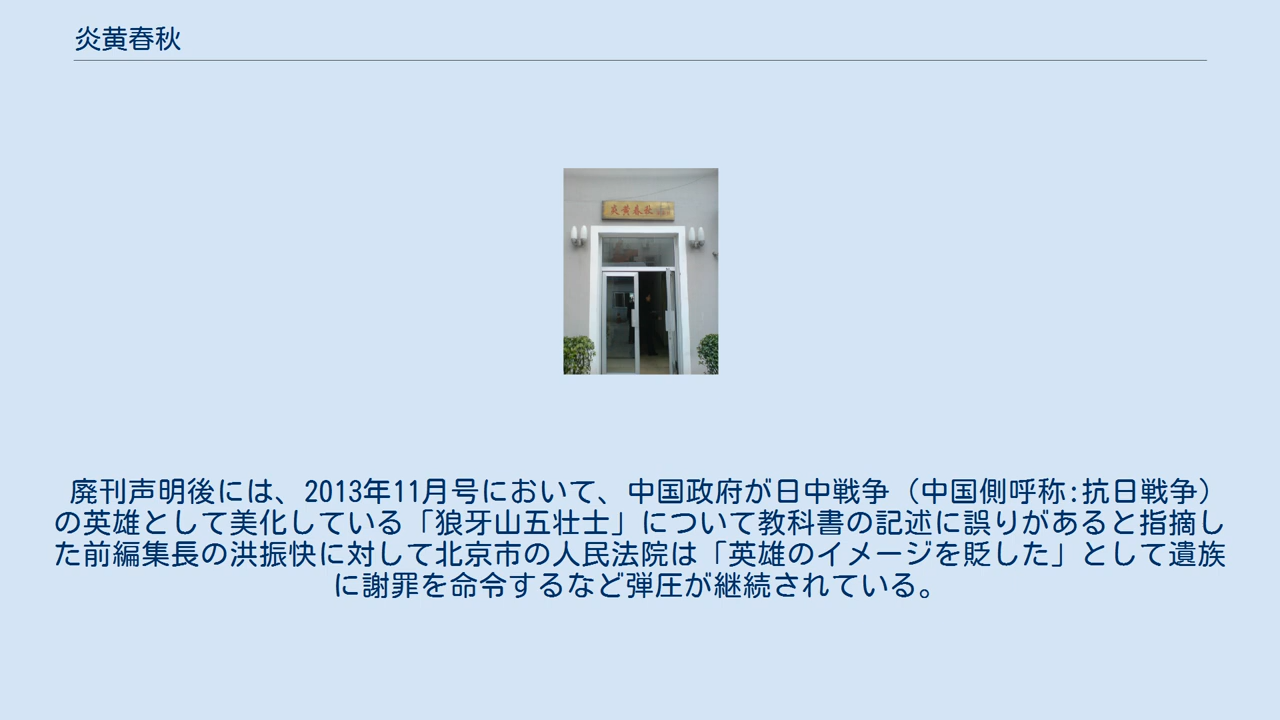 炎黄春秋
炎黄春秋
廃刊声明後には、2013年11月号において、中国政府が日中戦争（中国側呼称:抗日戦争）
の英雄として美化している「狼牙山五壮士」について教科書の記述に誤りがあると指摘し
た前編集長の洪振快に対して北京市の人民法院は「英雄のイメージを貶した」として遺族
に謝罪を命令するなど弾圧が継続されている。